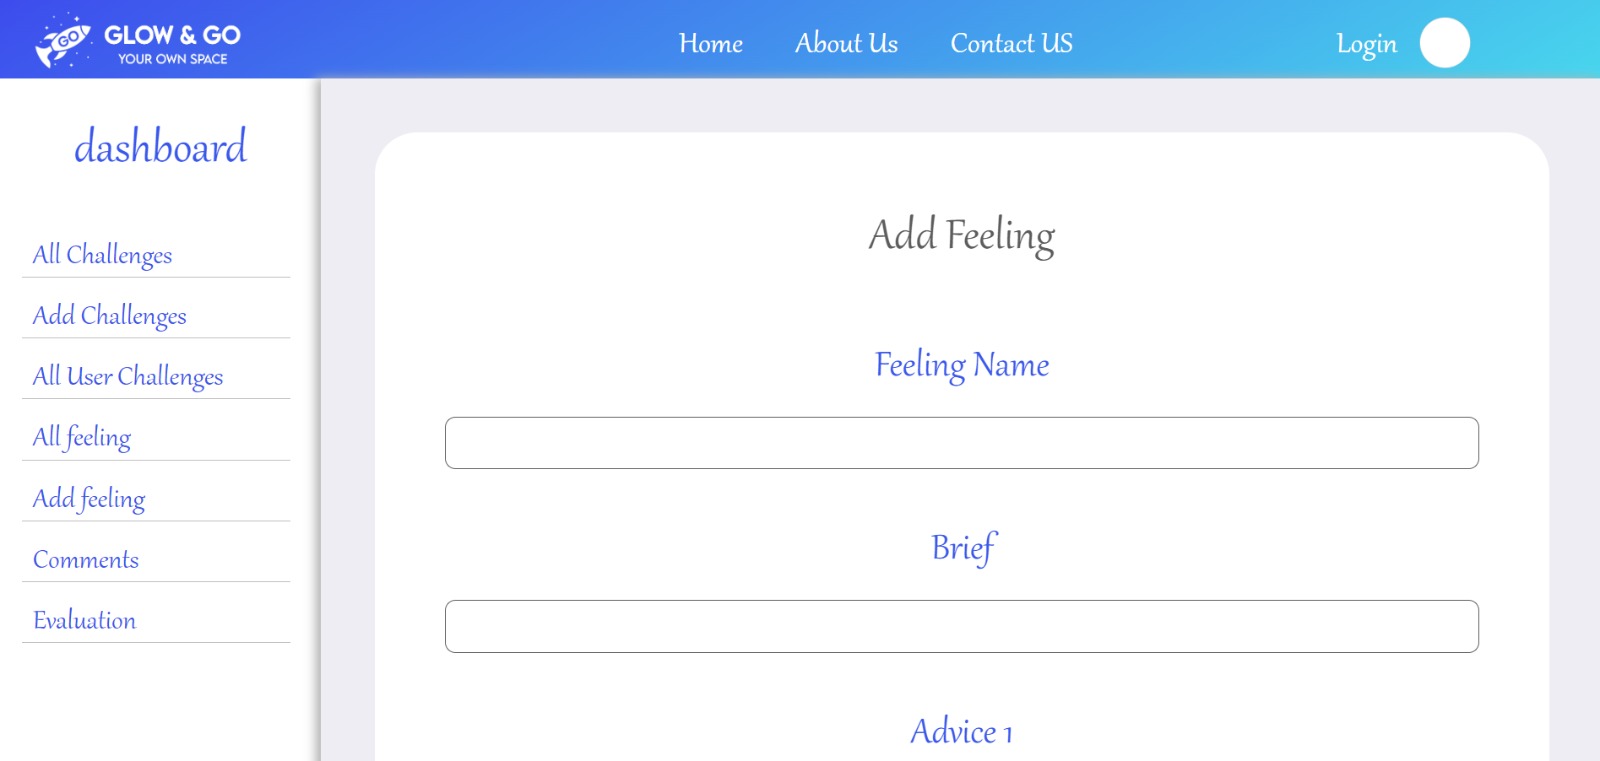 GO
GLOW & GO
YOUR OWN SPACE
Home
About Us
Contact US
Login
dashboard
All Challenges
Add Challenges
All User Challenges
All feeling
Add feeling
Comments
Evaluation
Add Feeling
Feeling Name
Brief
Advice 1